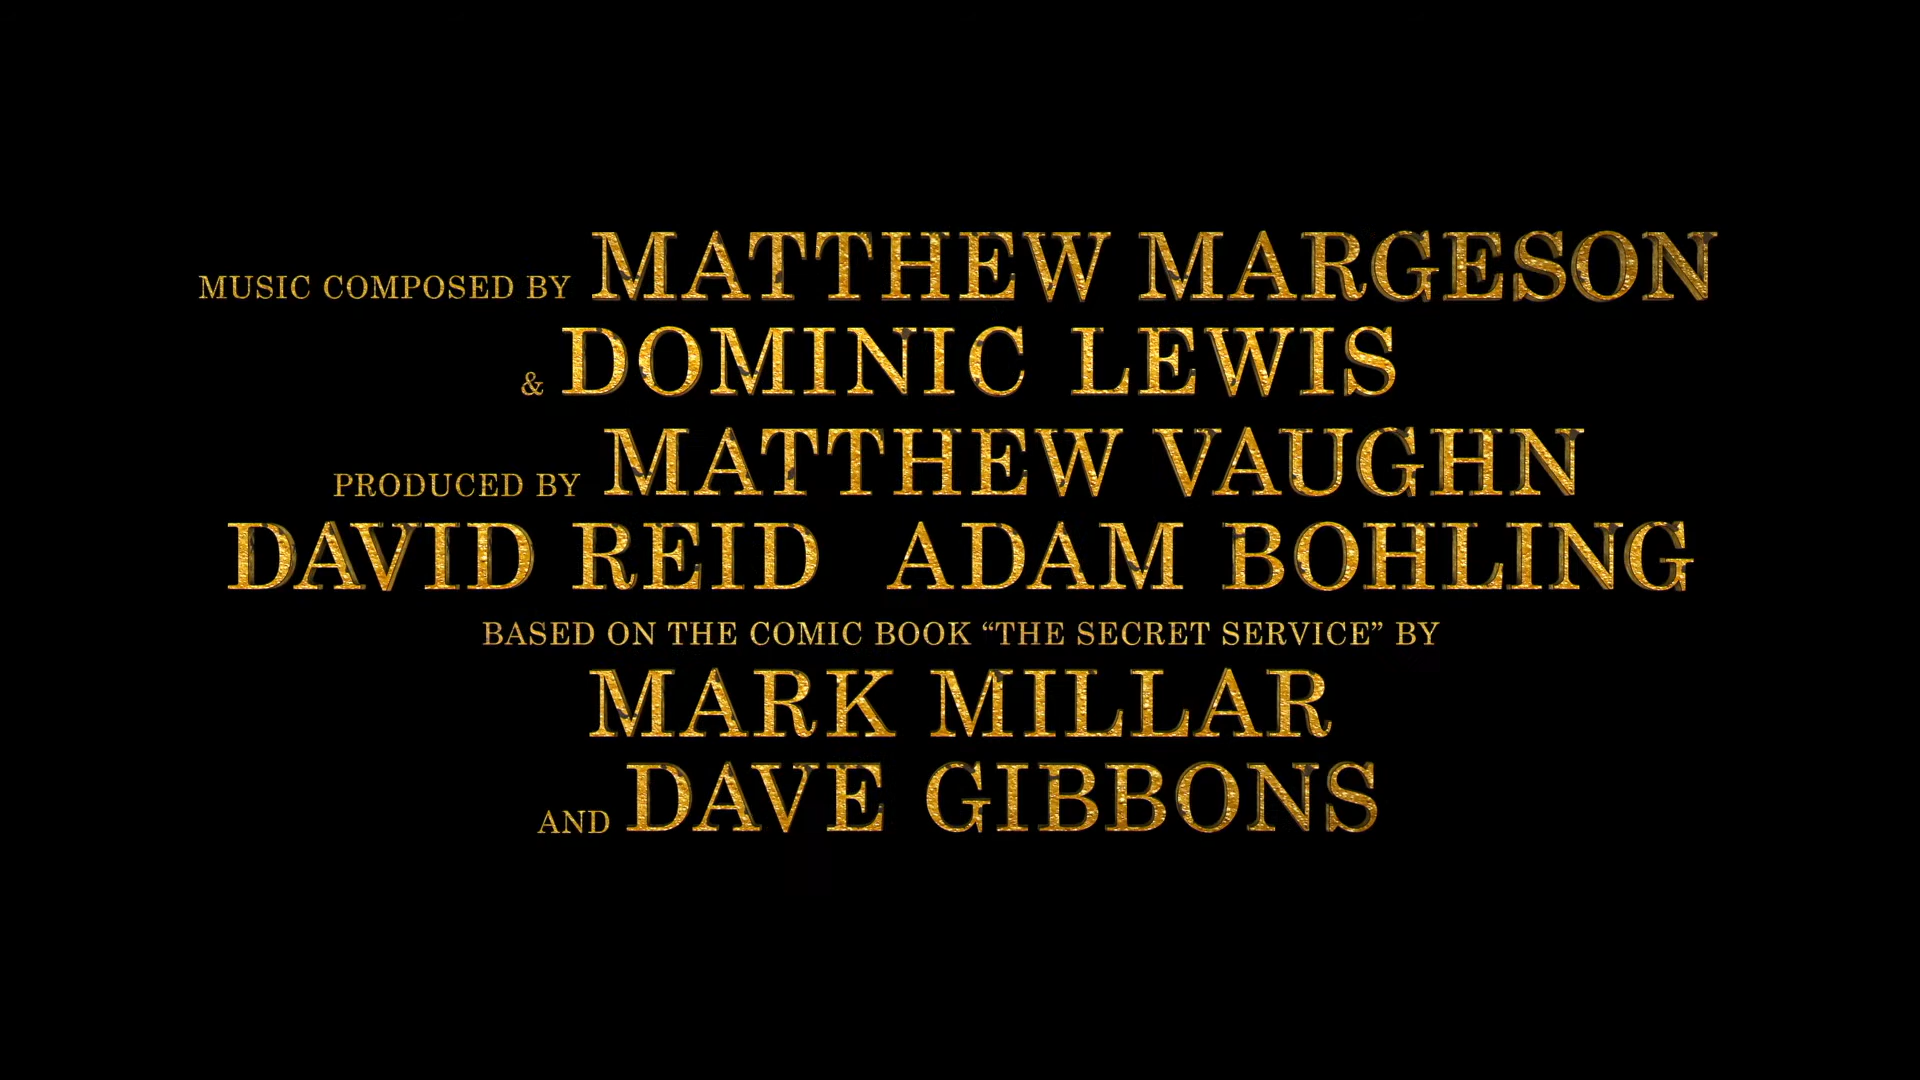 MUSIC COMPOSED BY MATTHEW MARGESON
& DOMINIC LEWIS
PRODUCED BY MATTHEW VAUGHN
DAVID REID ADAM BOHLING
BASED ON THE COMIC BOOK “THE SECRET SERVICE” BY
MARK MILLAR
AND DAVE GIBBONS